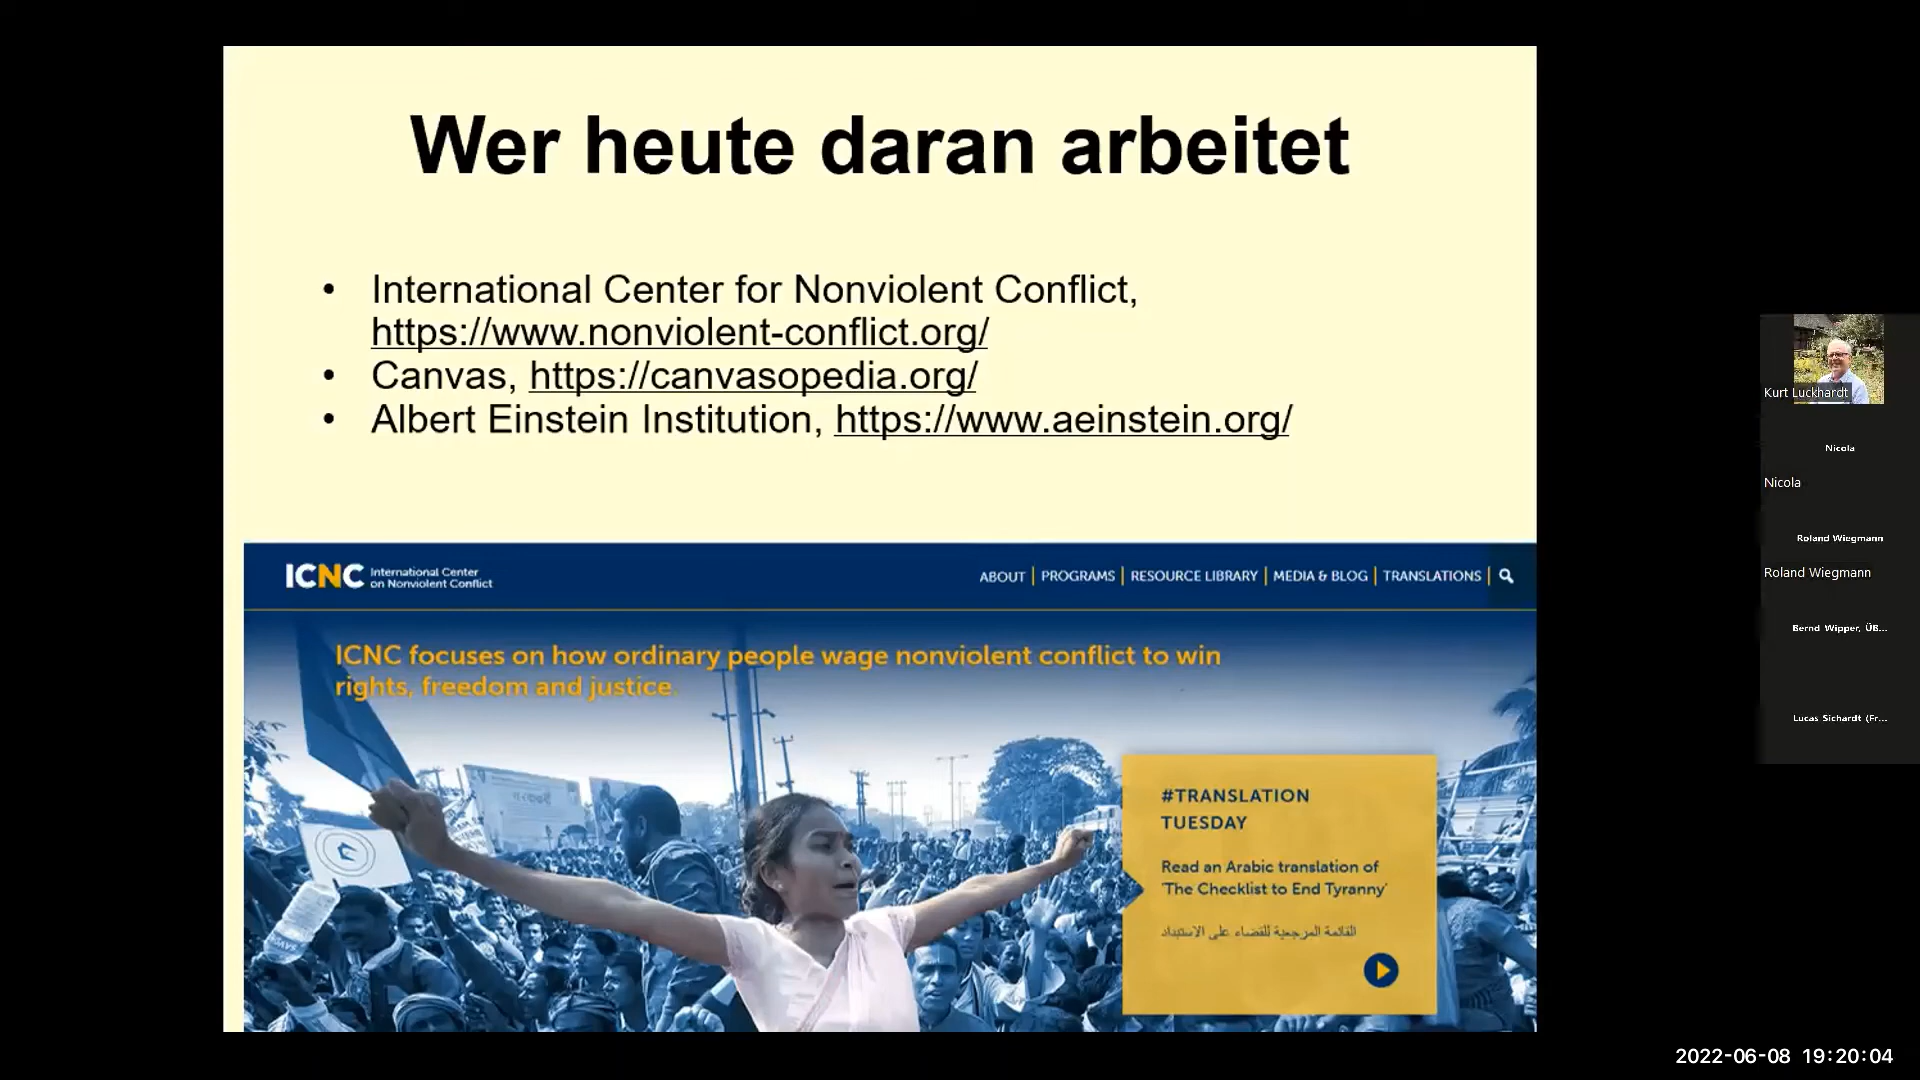 Wer heute daran arbeitet
• International Center for Nonviolent Conflict,
https://www.nonviolent-conflict.org/
• Canvas, https://canvasopedia.org/
• Albert Einstein Institution, https://www.aeinstein.org/
ICNC International Center
on Nonviolent Conflict
ABOUT | PROGRAMS | RESOURCE LIBRARY | MEDIA & BLOG | TRANSLATIONS |
ICNC focuses on how ordinary people wage nonviolent conflict to win
rights, freedom and justice.
#TRANSLATION
TUESDAY
Read an Arabic translation of
'The Checklist to End Tyranny'
القائمة المرجعية للقضاء على الاستبداد
Kurt Luckhardt
Nicola
Nicola
Roland Wiegmann
Roland Wiegmann
Bernd Wipper, ÜB...
Lucas Sichardt (Fr...
2022-06-08 19:20:04